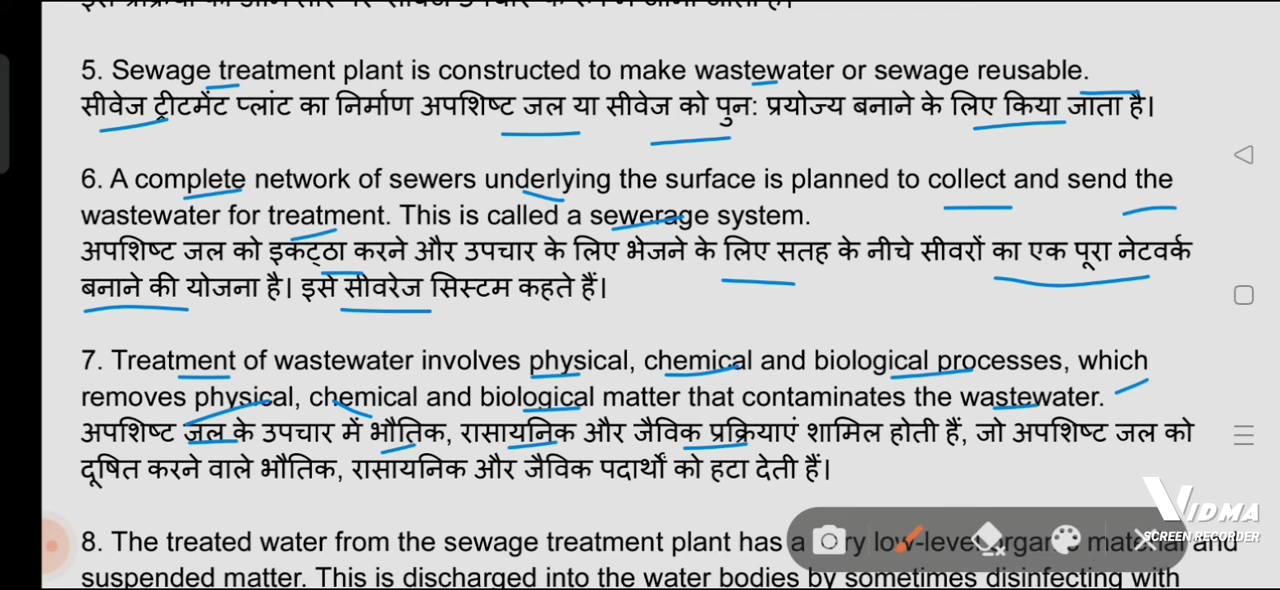 5. Sewage treatment plant is constructed to make wastewater or sewage reusable.
सीवेज ट्रीटमेंट प्लांट का निर्माण अपशिष्ट जल या सीवेज को पुन: प्रयोज्य बनाने के लिए किया जाता है।
6. A complete network of sewers underlying the surface is planned to collect and send the
wastewater for treatment. This is called a sewerage system.
अपशिष्ट जल को इकट्ठा करने और उपचार के लिए भेजने के लिए सतह के नीचे सीवरों का एक पूरा नेटवर्क
बनाने की योजना है। इसे सीवरेज सिस्टम कहते हैं।
7. Treatment of wastewater involves physical, chemical and biological processes, which
removes physical, chemical and biological matter that contaminates the wastewater.
अपशिष्ट जल के उपचार में भौतिक, रासायनिक और जैविक प्रक्रियाएं शामिल होती हैं, जो अपशिष्ट जल को
दूषित करने वाले भौतिक, रासायनिक और जैविक पदार्थों को हटा देती हैं।
VIDMA
SCREEN RECORDER
8. The treated water from the sewage treatment plant has a low-level material and
suspended matter. This is discharged into the water bodies by sometimes disinfecting with